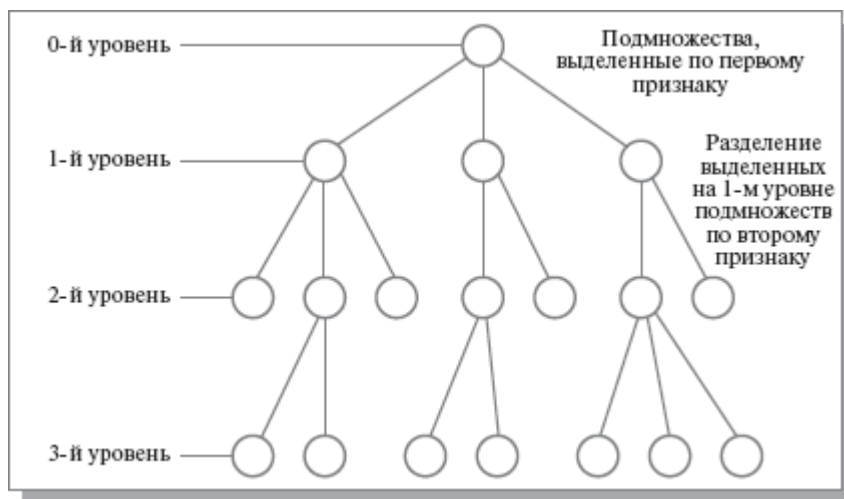 0-й уровень
Подмножества,
выделенные по первому
признаку
1-й уровень
Разделение
выделенных
на 1-м уровне
подмножеств
по второму
признаку
2-й уровень
3-й уровень